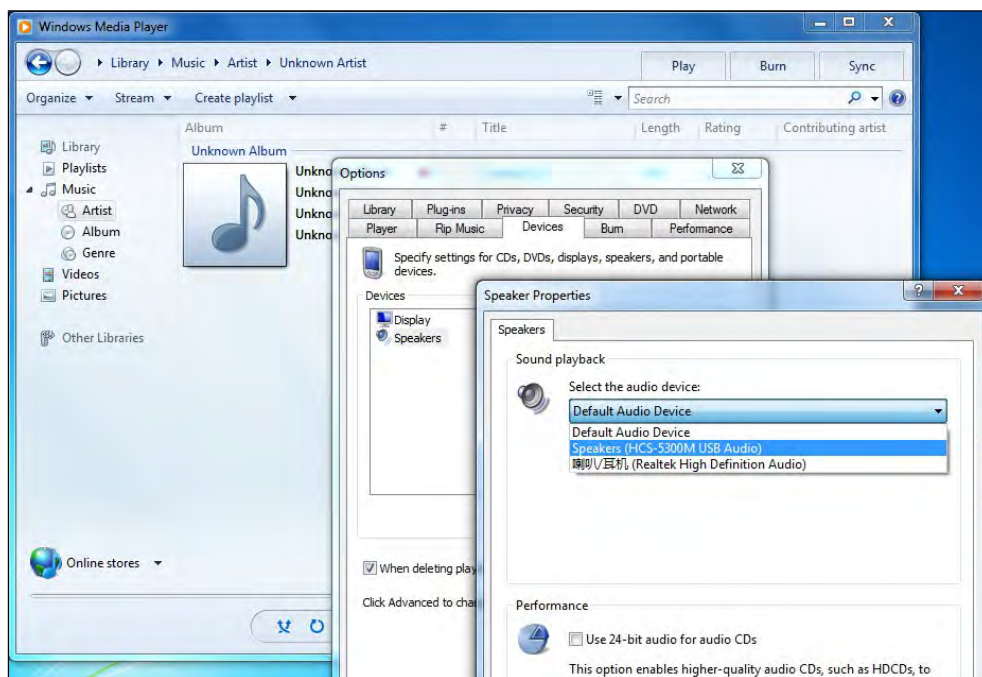 Windows Media Player
Library Music Artist Unknown Artist
Play Burn Sync
Organize Stream Create playlist
Search
Album # Title Length Rating Contributing artist
Library
Playlists
Music
Artist
Album
Genre
Videos
Pictures
Other Libraries
Online stores
Unknown Album
Unkno
Unkno
Unkno
Unkno
Options
Library Plug-ins Privacy Security DVD Network
Player Rip Music Devices Burn Performance
Specify settings for CDs, DVDs, displays, speakers, and portable
devices.
Devices
Display
Speakers
When deleting play
Click Advanced to cha
Speaker Properties
Speakers
Sound playback
Select the audio device:
Default Audio Device
Default Audio Device
Speakers (HCS-5300M USB Audio)
喇叭/耳机 (Realtek High Definition Audio)
Performance
Use 24-bit audio for audio CDs
This option enables higher-quality audio CDs, such as HDCDs, to